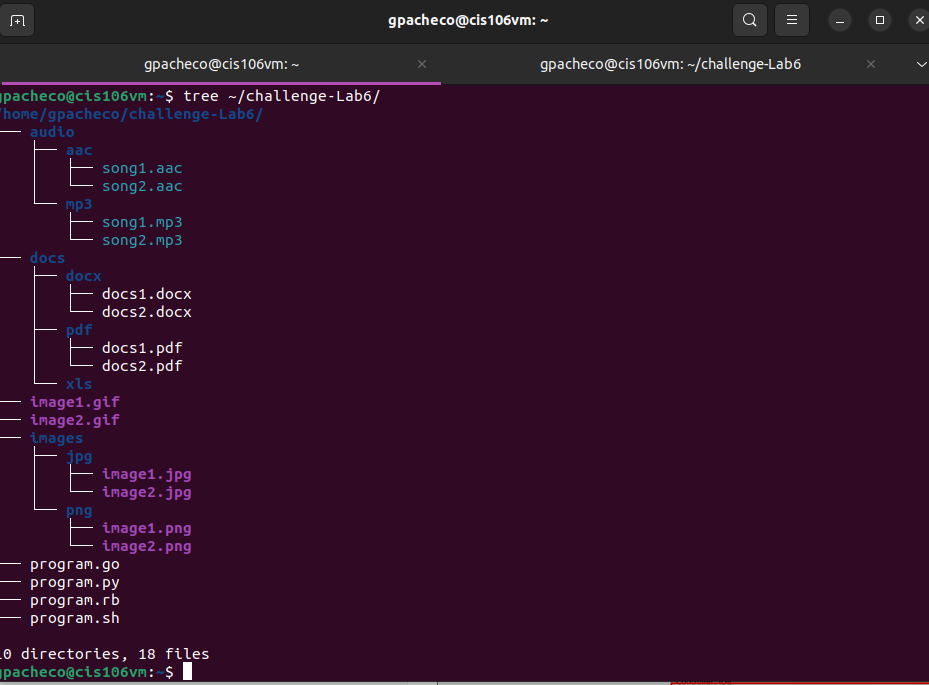 gpacheco@cis106vm: ~
gpacheco@cis106vm: ~ gpacheco@cis106vm: ~/challenge-Lab6
pacheco@cis106vm:~$ tree ~/challenge-Lab6/
/home/gpacheco/challenge-Lab6/
audio
aac
song1.aac
song2.aac
mp3
song1.mp3
song2.mp3
docs
docx
docs1.docx
docs2.docx
pdf
docs1.pdf
docs2.pdf
xls
image1.gif
image2.gif
images
jpg
image1.jpg
image2.jpg
png
image1.png
image2.png
program.go
program.py
program.rb
program.sh
10 directories, 18 files
pacheco@cis106vm:~$